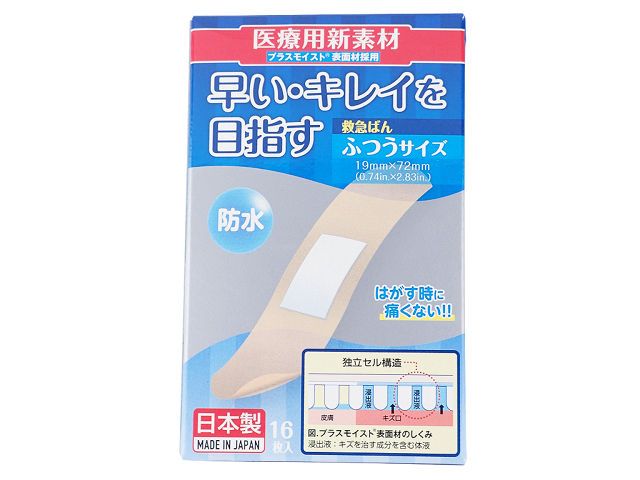 医療用新素材
プラスモイスト®表面材採用
早い・キレイを
目指す
救急ばん
ふつうサイズ
19mm×72mm
(0.74in.×2.83in.)
防水
はがす時に
痛くない!!
独立セル構造
浸出液
浸出液
皮膚
キズ口
図.プラスモイスト®表面材のしくみ
浸出液：キズを治す成分を含む体液
日本製
MADE IN JAPAN
16
枚入